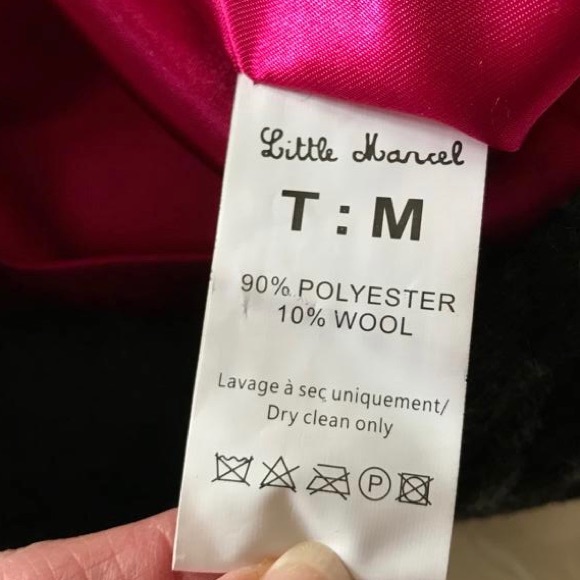 Little Marcel
T : M
90% POLYESTER
10% WOOL
Lavage à sec uniquement/
Dry clean only
P